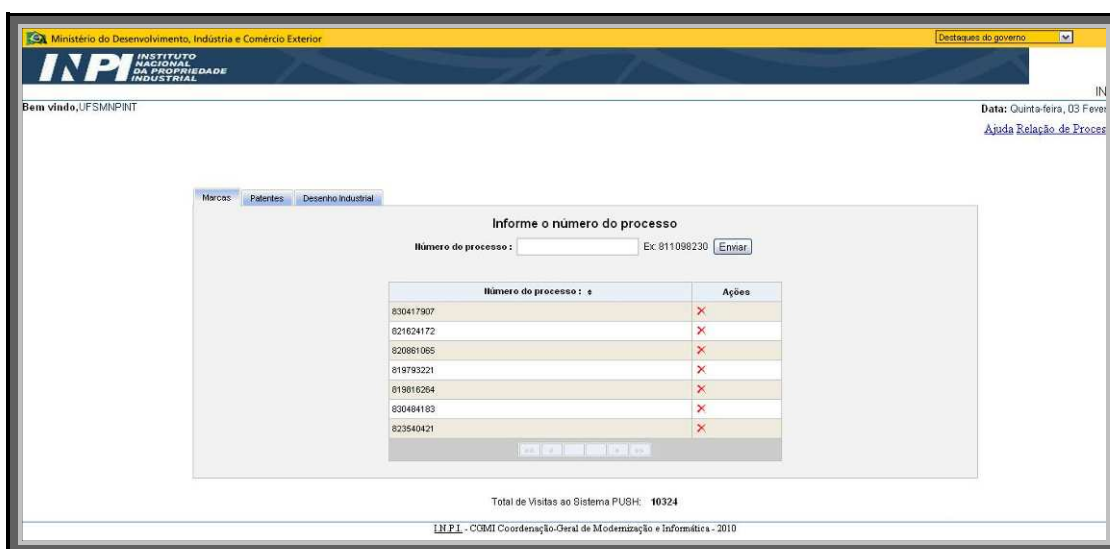 Ministério do Desenvolvimento, Indústria e Comércio Exterior
Destaques do governo
INPI INSTITUTO
NACIONAL
DA PROPRIEDADE
INDUSTRIAL
IN
Bem vindo,UFSMNPINT
Data: Quinta-feira, 03 Fever
Ajuda Relação de Proces
Marcas Patentes Desenho Industrial
Informe o número do processo
Número do processo : Ex: 811098230 Enviar
Número do processo : Ações
830417907
821624172
820861065
819793221
819816264
830484183
823540421
Total de Visitas ao Sistema PUSH: 10324
I.N.P.I. - CGMI Coordenação-Geral de Modernização e Informática - 2010